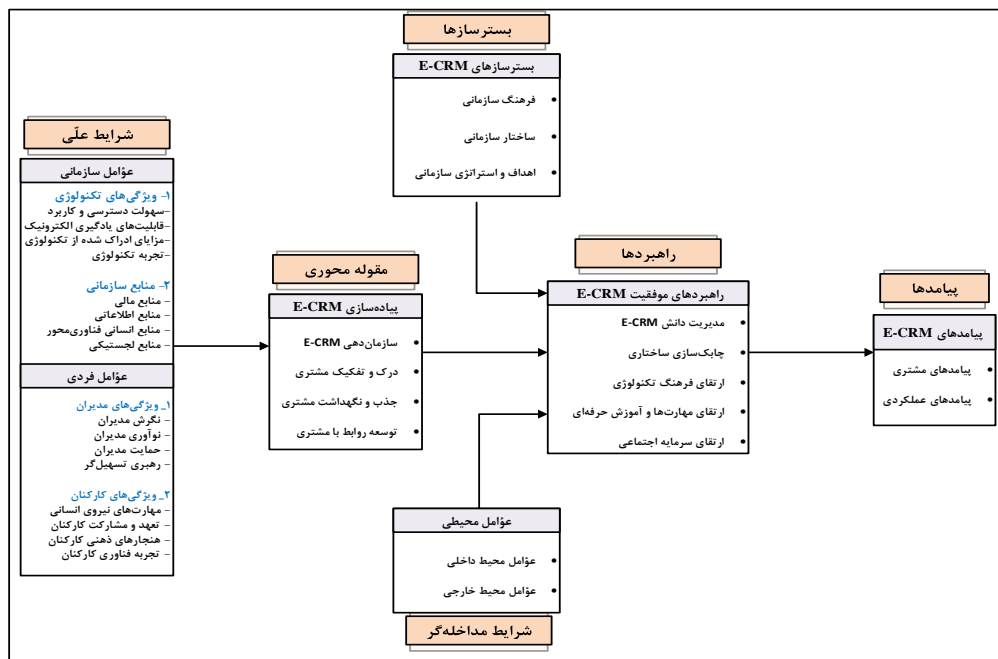 بسترسازها
بسترسازهای E-CRM
• فرهنگ سازمانی
• ساختار سازمانی
• اهداف و استراتژی سازمانی
شرایط علّی
عوامل سازمانی
۱- ویژگی‌های تکنولوژی
-سهولت دسترسی و کاربرد
-قابلیت‌های یادگیری الکترونیک
-مزایای ادراک شده از تکنولوژی
-تجربه تکنولوژی
۲- منابع سازمانی
- منابع مالی
- منابع اطلاعاتی
- منابع انسانی فناوری‌محور
- منابع لجستیکی
عوامل فردی
۱_ ویژگی‌های مدیران
- نگرش مدیران
- نوآوری مدیران
- حمایت مدیران
- رهبری تسهیل‌گر
۲_ ویژگی‌های کارکنان
- مهارت‌های نیروی انسانی
- تعهد و مشارکت کارکنان
- هنجارهای ذهنی کارکنان
- تجربه فناوری کارکنان
مقوله محوری
پیاده‌سازی E-CRM
• سازمان‌دهی E-CRM
• درک و تفکیک مشتری
• جذب و نگهداشت مشتری
• توسعه روابط با مشتری
راهبردها
راهبردهای موفقیت E-CRM
• مدیریت دانش E-CRM
• چابک‌سازی ساختاری
• ارتقای فرهنگ تکنولوژی
• ارتقای مهارت‌ها و آموزش حرفه‌ای
• ارتقای سرمایه اجتماعی
پیامدها
پیامدهای E-CRM
• پیامدهای مشتری
• پیامدهای عملکردی
عوامل محیطی
• عوامل محیط داخلی
• عوامل محیط خارجی
شرایط مداخله‌گر